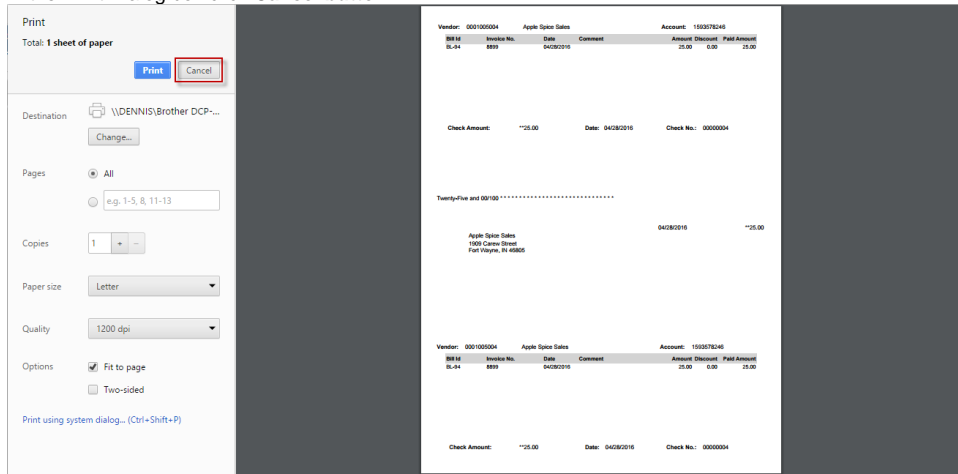 Print
Total: 1 sheet of paper
Print Cancel
Destination \\DENNIS\Brother DCP-...
Change...
Pages All
e.g. 1-5, 8, 11-13
Copies 1 + -
Paper size Letter
Quality 1200 dpi
Options Fit to page
Two-sided
Print using system dialog... (Ctrl+Shift+P)
Vendor: 0001005004 Apple Spice Sales Account: 1593578246
Bill Id Invoice No. Date Comment Amount Discount Paid Amount
BL-94 8899 04/28/2016 25.00 0.00 25.00
Check Amount: **25.00 Date: 04/28/2016 Check No.: 00000004
Twenty-Five and 00/100 * * * * * * * * * * * * * * * * * * * * * * * * * * * * * *
04/28/2016 **25.00
Apple Spice Sales
1909 Carew Street
Fort Wayne, IN 46805
Vendor: 0001005004 Apple Spice Sales Account: 1593578246
Bill Id Invoice No. Date Comment Amount Discount Paid Amount
BL-94 8899 04/28/2016 25.00 0.00 25.00
Check Amount: **25.00 Date: 04/28/2016 Check No.: 00000004